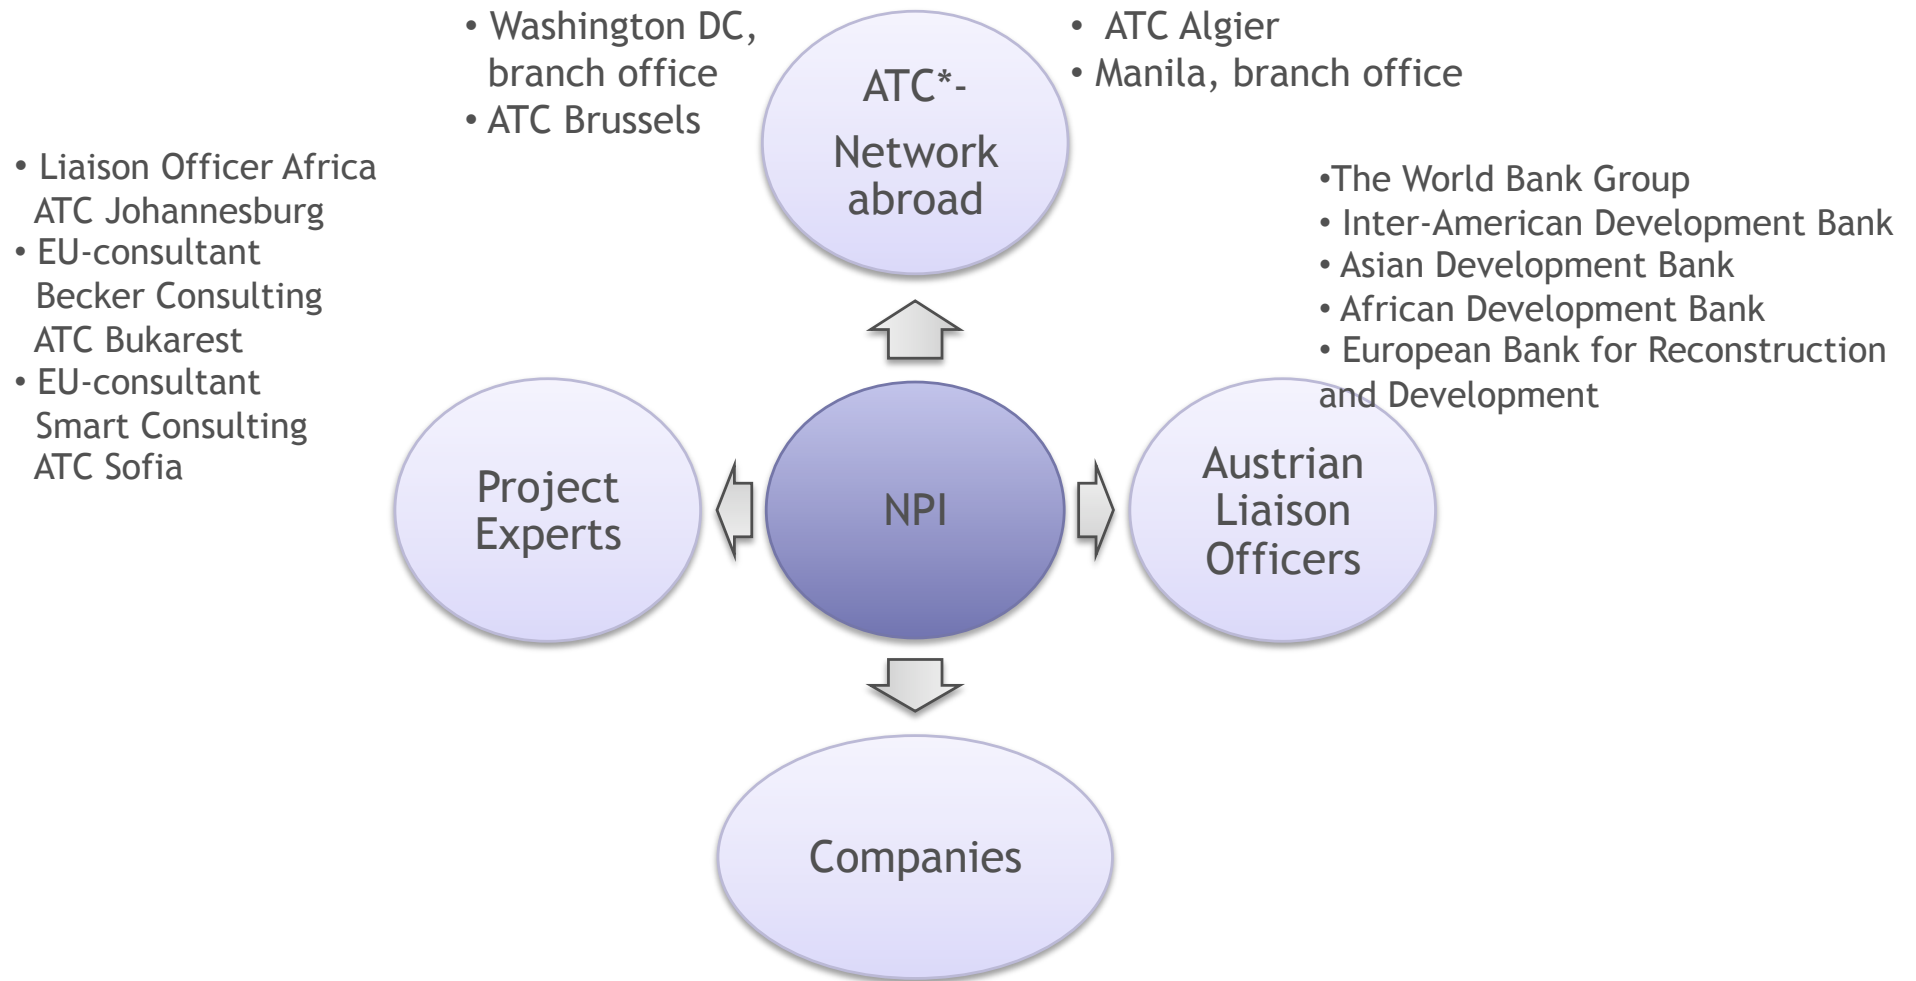 • Washington DC,
branch office
• ATC Brussels
ATC*-
Network
abroad
• ATC Algier
• Manila, branch office
• Liaison Officer Africa
ATC Johannesburg
• EU-consultant
Becker Consulting
ATC Bukarest
• EU-consultant
Smart Consulting
ATC Sofia
•The World Bank Group
• Inter-American Development Bank
• Asian Development Bank
• African Development Bank
• European Bank for Reconstruction
and Development
Project
Experts
NPI
Austrian
Liaison
Officers
Companies